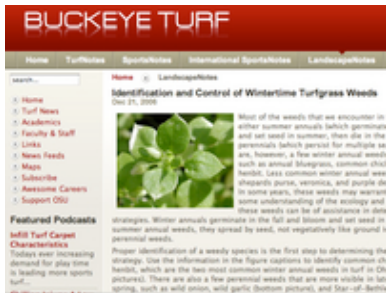 BUCKEYE TURF
Home TurfNotes SportsNotes International SportsNotes LandscapeNotes
search...
Home LandscapeNotes
Identification and Control of Wintertime Turfgrass Weeds
Dec 21, 2006
Home
Turf News
Academics
Faculty & Staff
Links
News Feeds
Maps
Subscribe
Awesome Careers
Support OSU
Most of the weeds that we encounter in
either summer annuals (which germinate
and set seed in summer, then die in the
perennials (which persist for multiple se
are, however, a few winter annual weeds
such as annual bluegrass, common chic
henbit. Less common winter annual wee
shepards purse, veronica, and purple de
In some years, these weeds may warrant
some understanding of the ecology and
these weeds can be of assistance in deve
strategies. Winter annuals germinate in the fall and bloom and set seed in
summer annual weeds, they spread by seed, not vegetatively like ground i
perennial weeds.
Proper identification of a weedy species is the first step to determining the
strategy. Use the information in the figure captions to identify common ch
henbit, which are the two most common winter annual weeds in turf in Oh
pictures). There are also a few perennial weeds that are more visible in lat
spring, such as wild onion, wild garlic (bottom picture), and Star-of-Beth
Featured Podcasts
Infill Turf Carpet
Characteristics
Todays ever increasing
demand for play time
is leading more sports
turf...